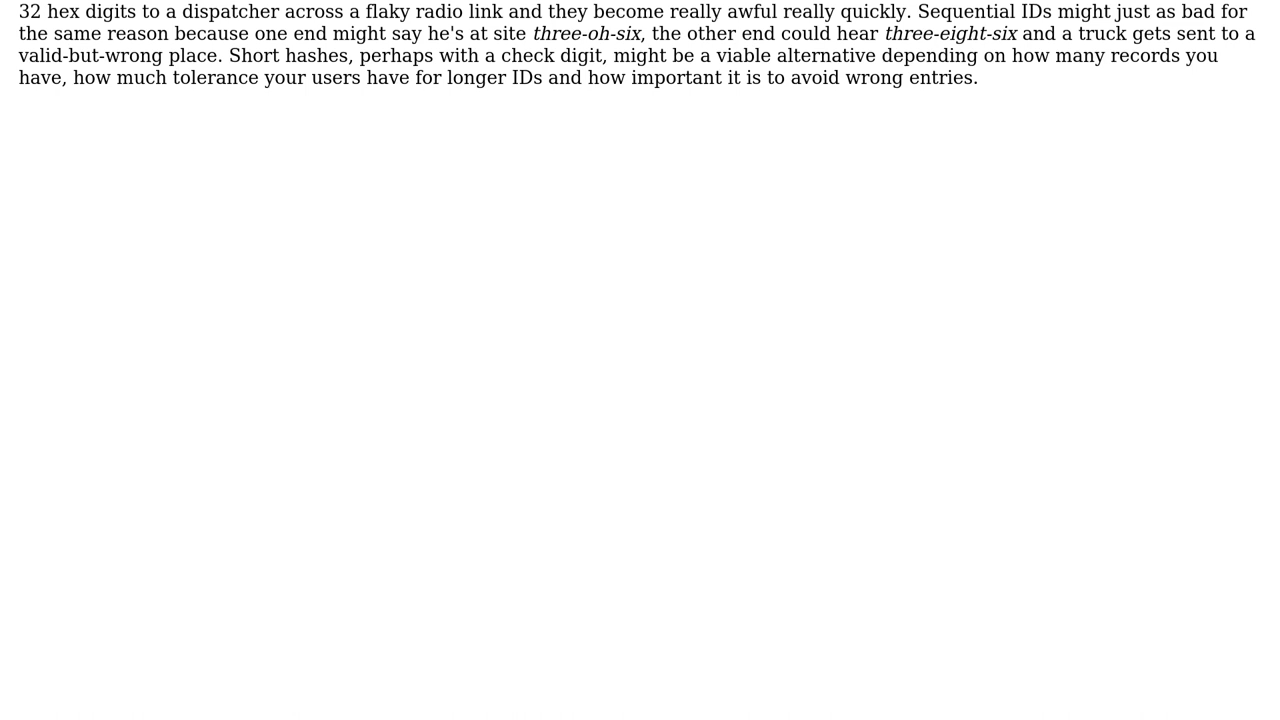 32 hex digits to a dispatcher across a flaky radio link and they become really awful really quickly. Sequential IDs might just as bad for
the same reason because one end might say he's at site three-oh-six, the other end could hear three-eight-six and a truck gets sent to a
valid-but-wrong place. Short hashes, perhaps with a check digit, might be a viable alternative depending on how many records you
have, how much tolerance your users have for longer IDs and how important it is to avoid wrong entries.